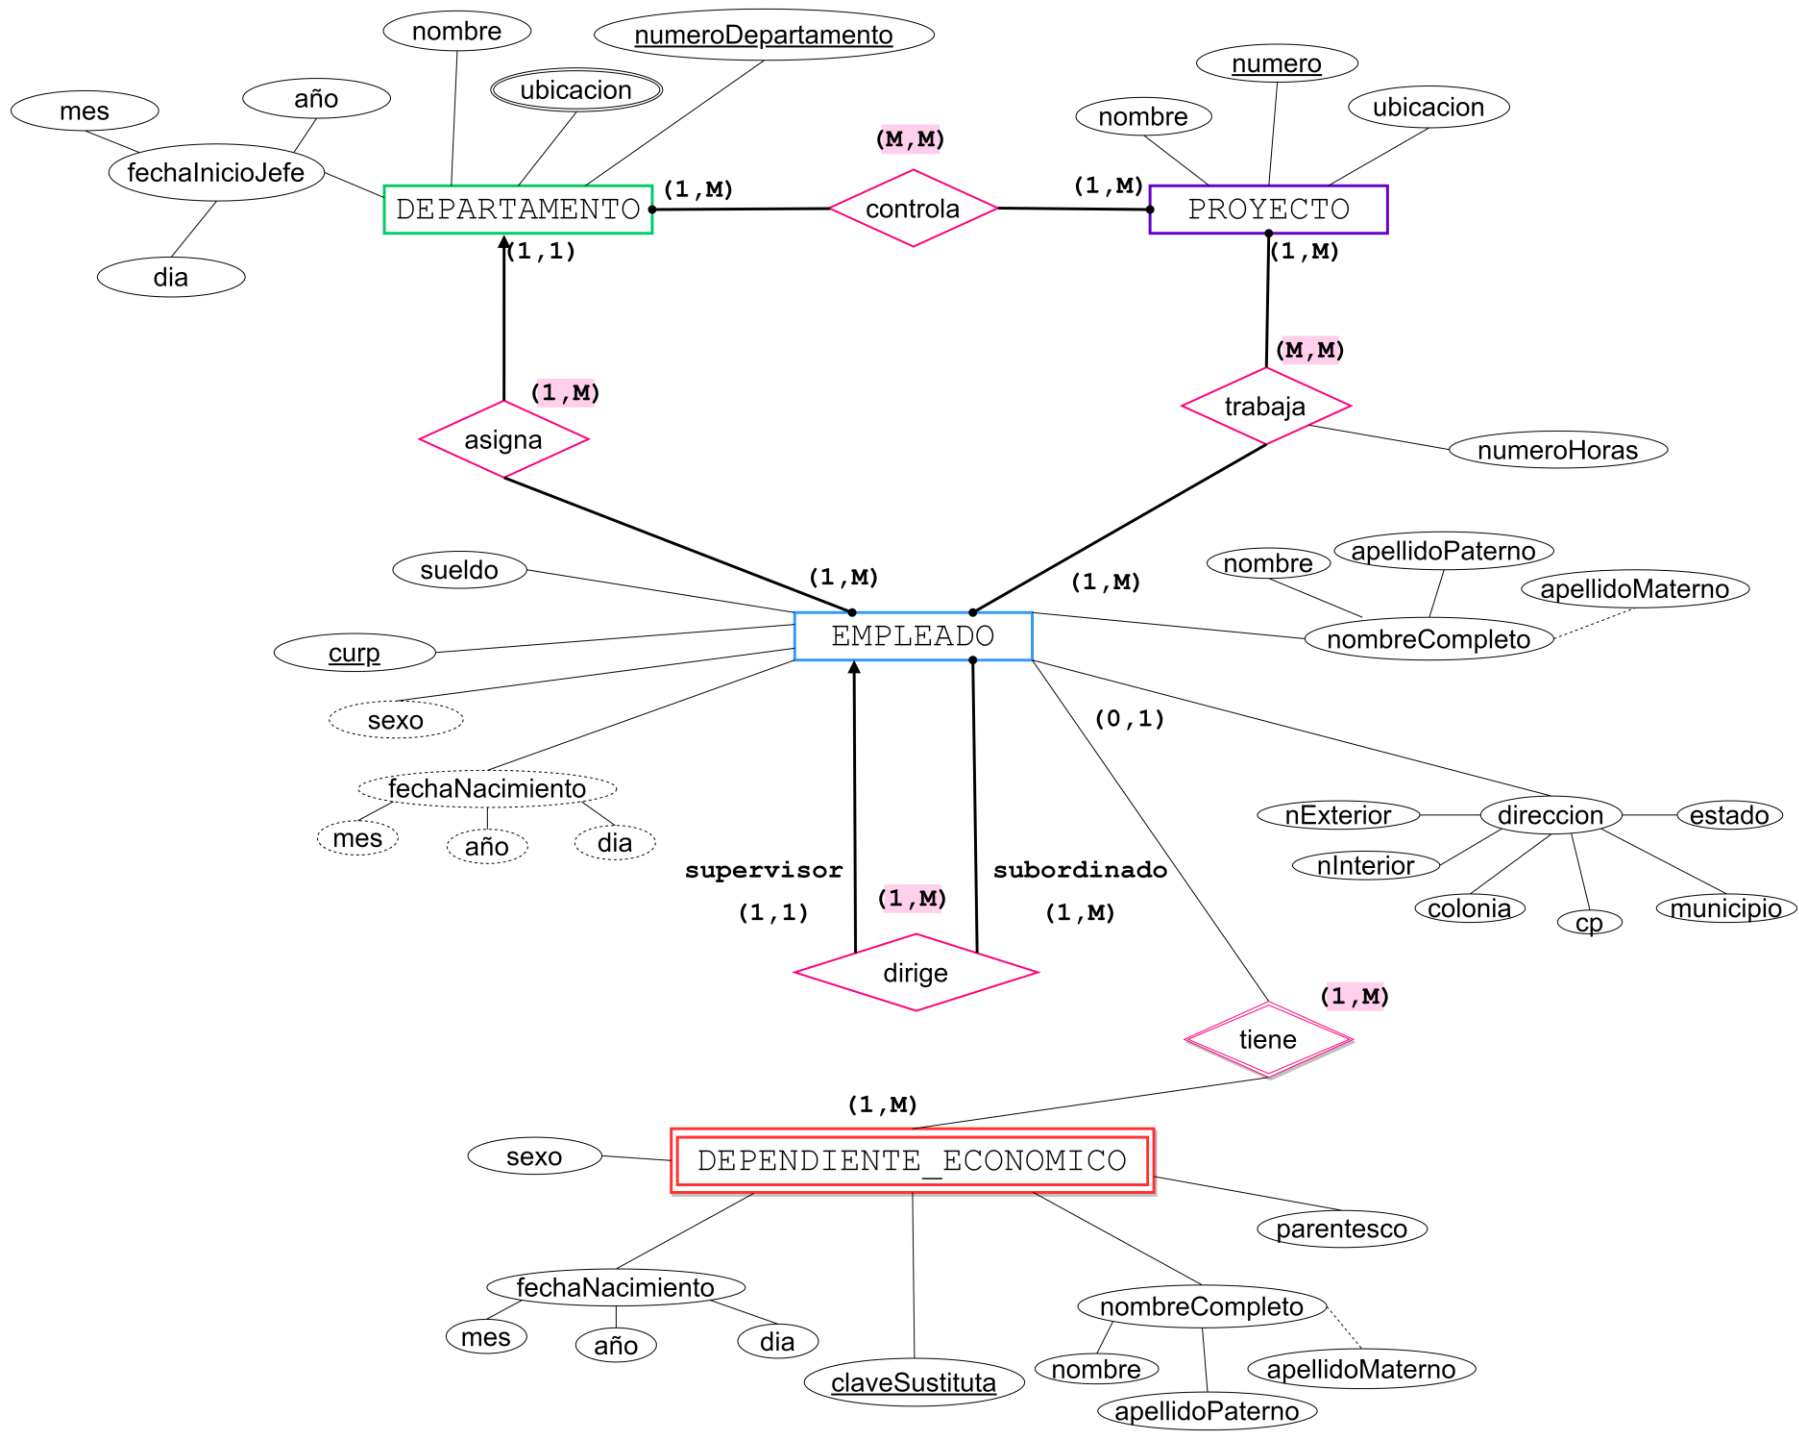 nombre
numeroDepartamento
ubicacion
año
mes
fechaInicioJefe
dia
DEPARTAMENTO
(1,M)
(M,M)
controla
(1,M)
numero
nombre
ubicacion
PROYECTO
(1,1)
(1,M)
(1,M)
asigna
(M,M)
trabaja
numeroHoras
sueldo
(1,M)
(1,M)
nombre
apellidoPaterno
apellidoMaterno
nombreCompleto
EMPLEADO
curp
sexo
fechaNacimiento
mes
año
dia
(0,1)
nExterior
direccion
estado
nInterior
colonia
cp
municipio
supervisor
(1,1)
(1,M)
subordinado
(1,M)
dirige
(1,M)
tiene
(1,M)
DEPENDIENTE_ECONOMICO
sexo
parentesco
fechaNacimiento
mes
año
dia
claveSustituta
nombreCompleto
nombre
apellidoPaterno
apellidoMaterno